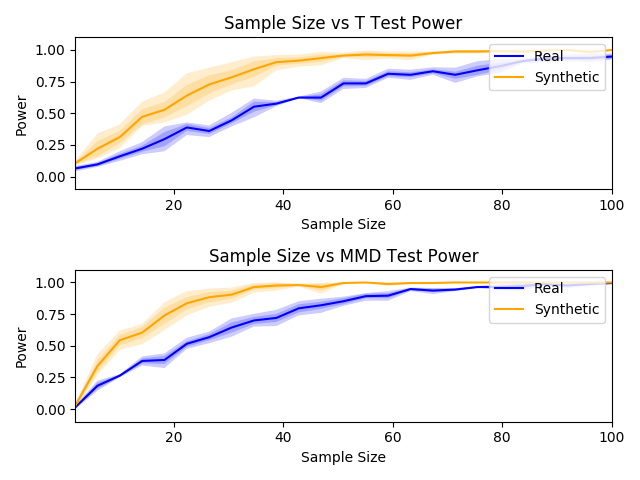 Sample Size vs T Test Power
1.00
0.75
0.50
0.25
0.00
Power
Real
Synthetic
20
40
60
80
100
Sample Size
Sample Size vs MMD Test Power
1.00
0.75
0.50
0.25
0.00
Power
Real
Synthetic
20
40
60
80
100
Sample Size